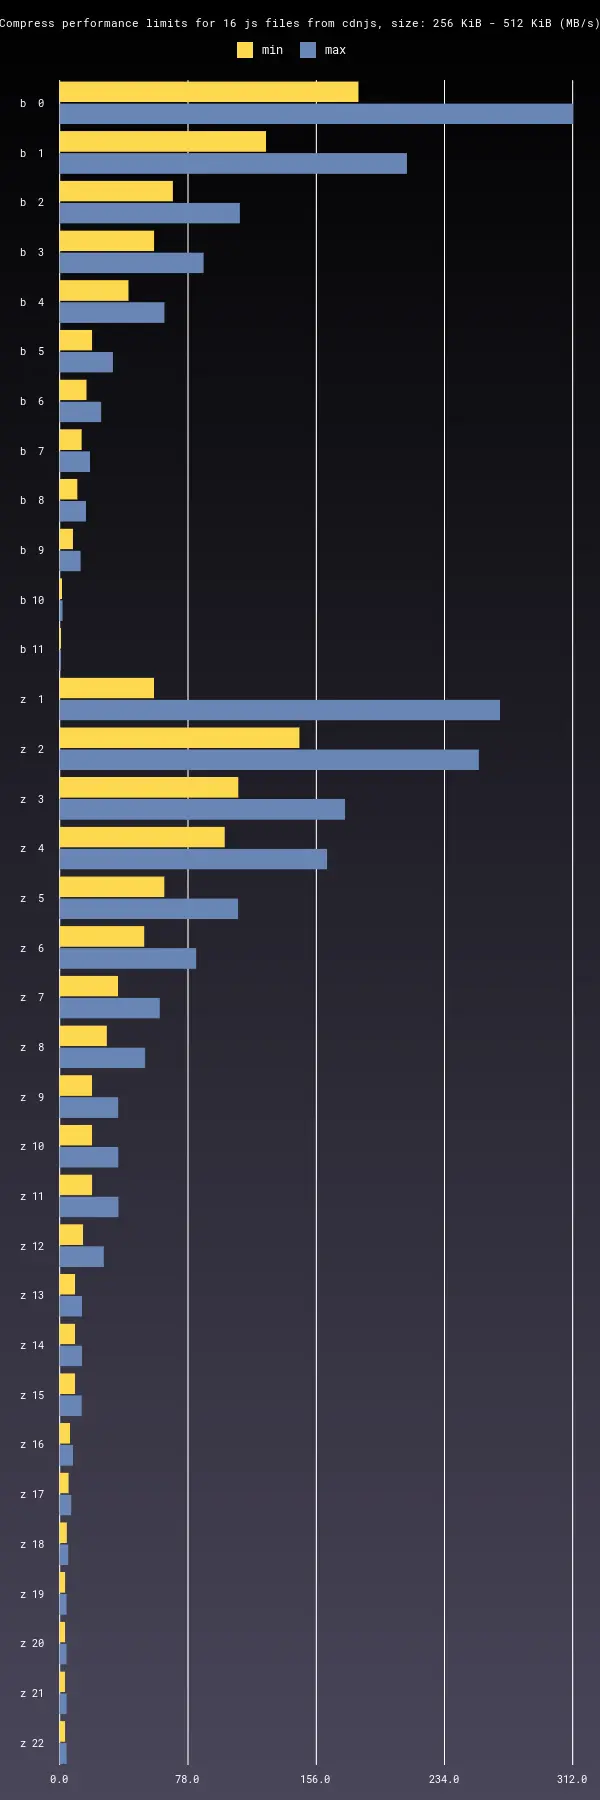 Compress performance limits for 16 js files from cdnjs, size: 256 KiB - 512 KiB (MB/s)
min max
b 0
b 1
b 2
b 3
b 4
b 5
b 6
b 7
b 8
b 9
b 10
b 11
z 1
z 2
z 3
z 4
z 5
z 6
z 7
z 8
z 9
z 10
z 11
z 12
z 13
z 14
z 15
z 16
z 17
z 18
z 19
z 20
z 21
z 22
0.0 78.0 156.0 234.0 312.0